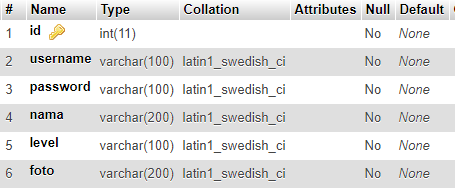 # Name Type Collation Attributes Null Default
1 id int(11) No None
2 username varchar(100) latin1_swedish_ci No None
3 password varchar(100) latin1_swedish_ci No None
4 nama varchar(200) latin1_swedish_ci No None
5 level varchar(100) latin1_swedish_ci No None
6 foto varchar(200) latin1_swedish_ci No None